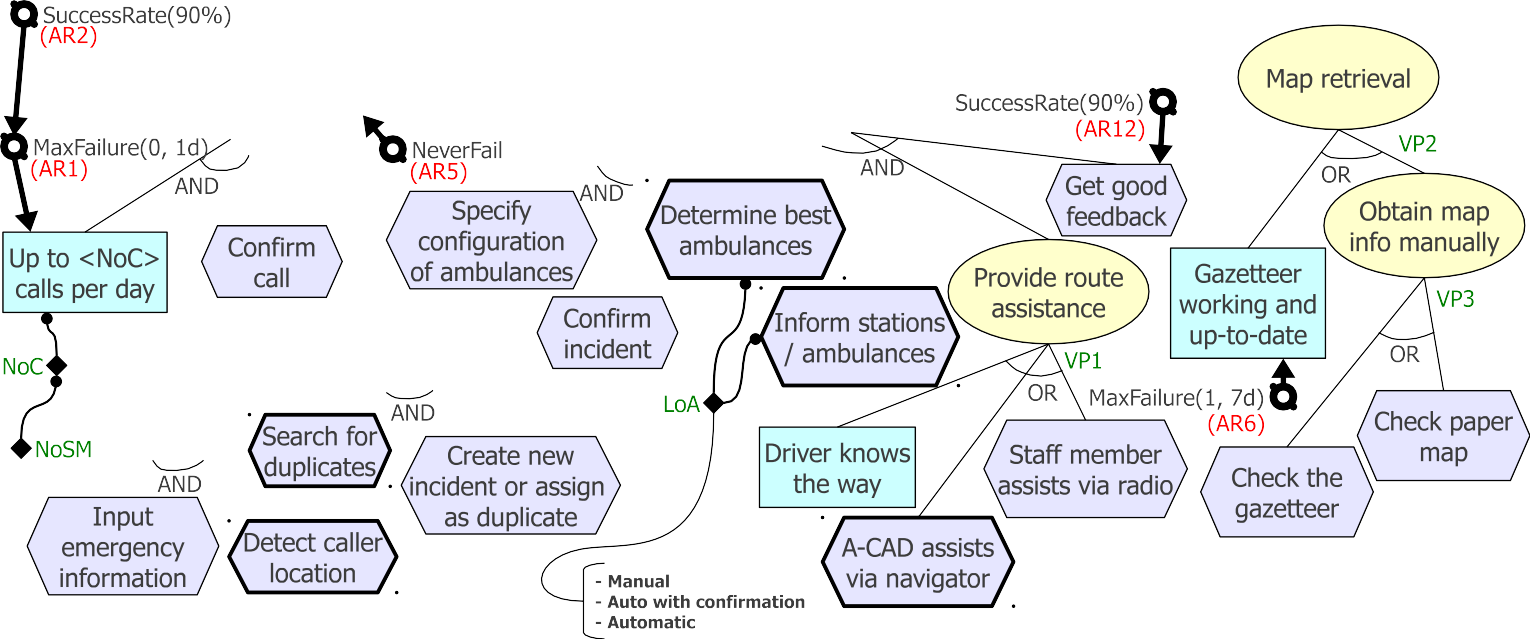 SuccessRate(90%)
(AR2)
MaxFailure(0, 1d)
(AR1)
AND
Up to <NoC>
calls per day
Confirm
call
NoC
NoSM
AND
Input
emergency
information
Search for
duplicates
Detect caller
location
NeverFail
(AR5)
Specify
configuration
of ambulances
AND
Confirm
incident
AND
Create new
incident or assign
as duplicate
Determine best
ambulances
Inform stations
/ ambulances
LoA
- Manual
- Auto with confirmation
- Automatic
AND
SuccessRate(90%)
(AR12)
Get good
feedback
Provide route
assistance
VP1
OR
Driver knows
the way
Staff member
assists via radio
A-CAD assists
via navigator
Map retrieval
VP2
OR
Obtain map
info manually
Gazetteer
working and
up-to-date
VP3
OR
MaxFailure(1, 7d)
(AR6)
Check paper
map
Check the
gazetteer